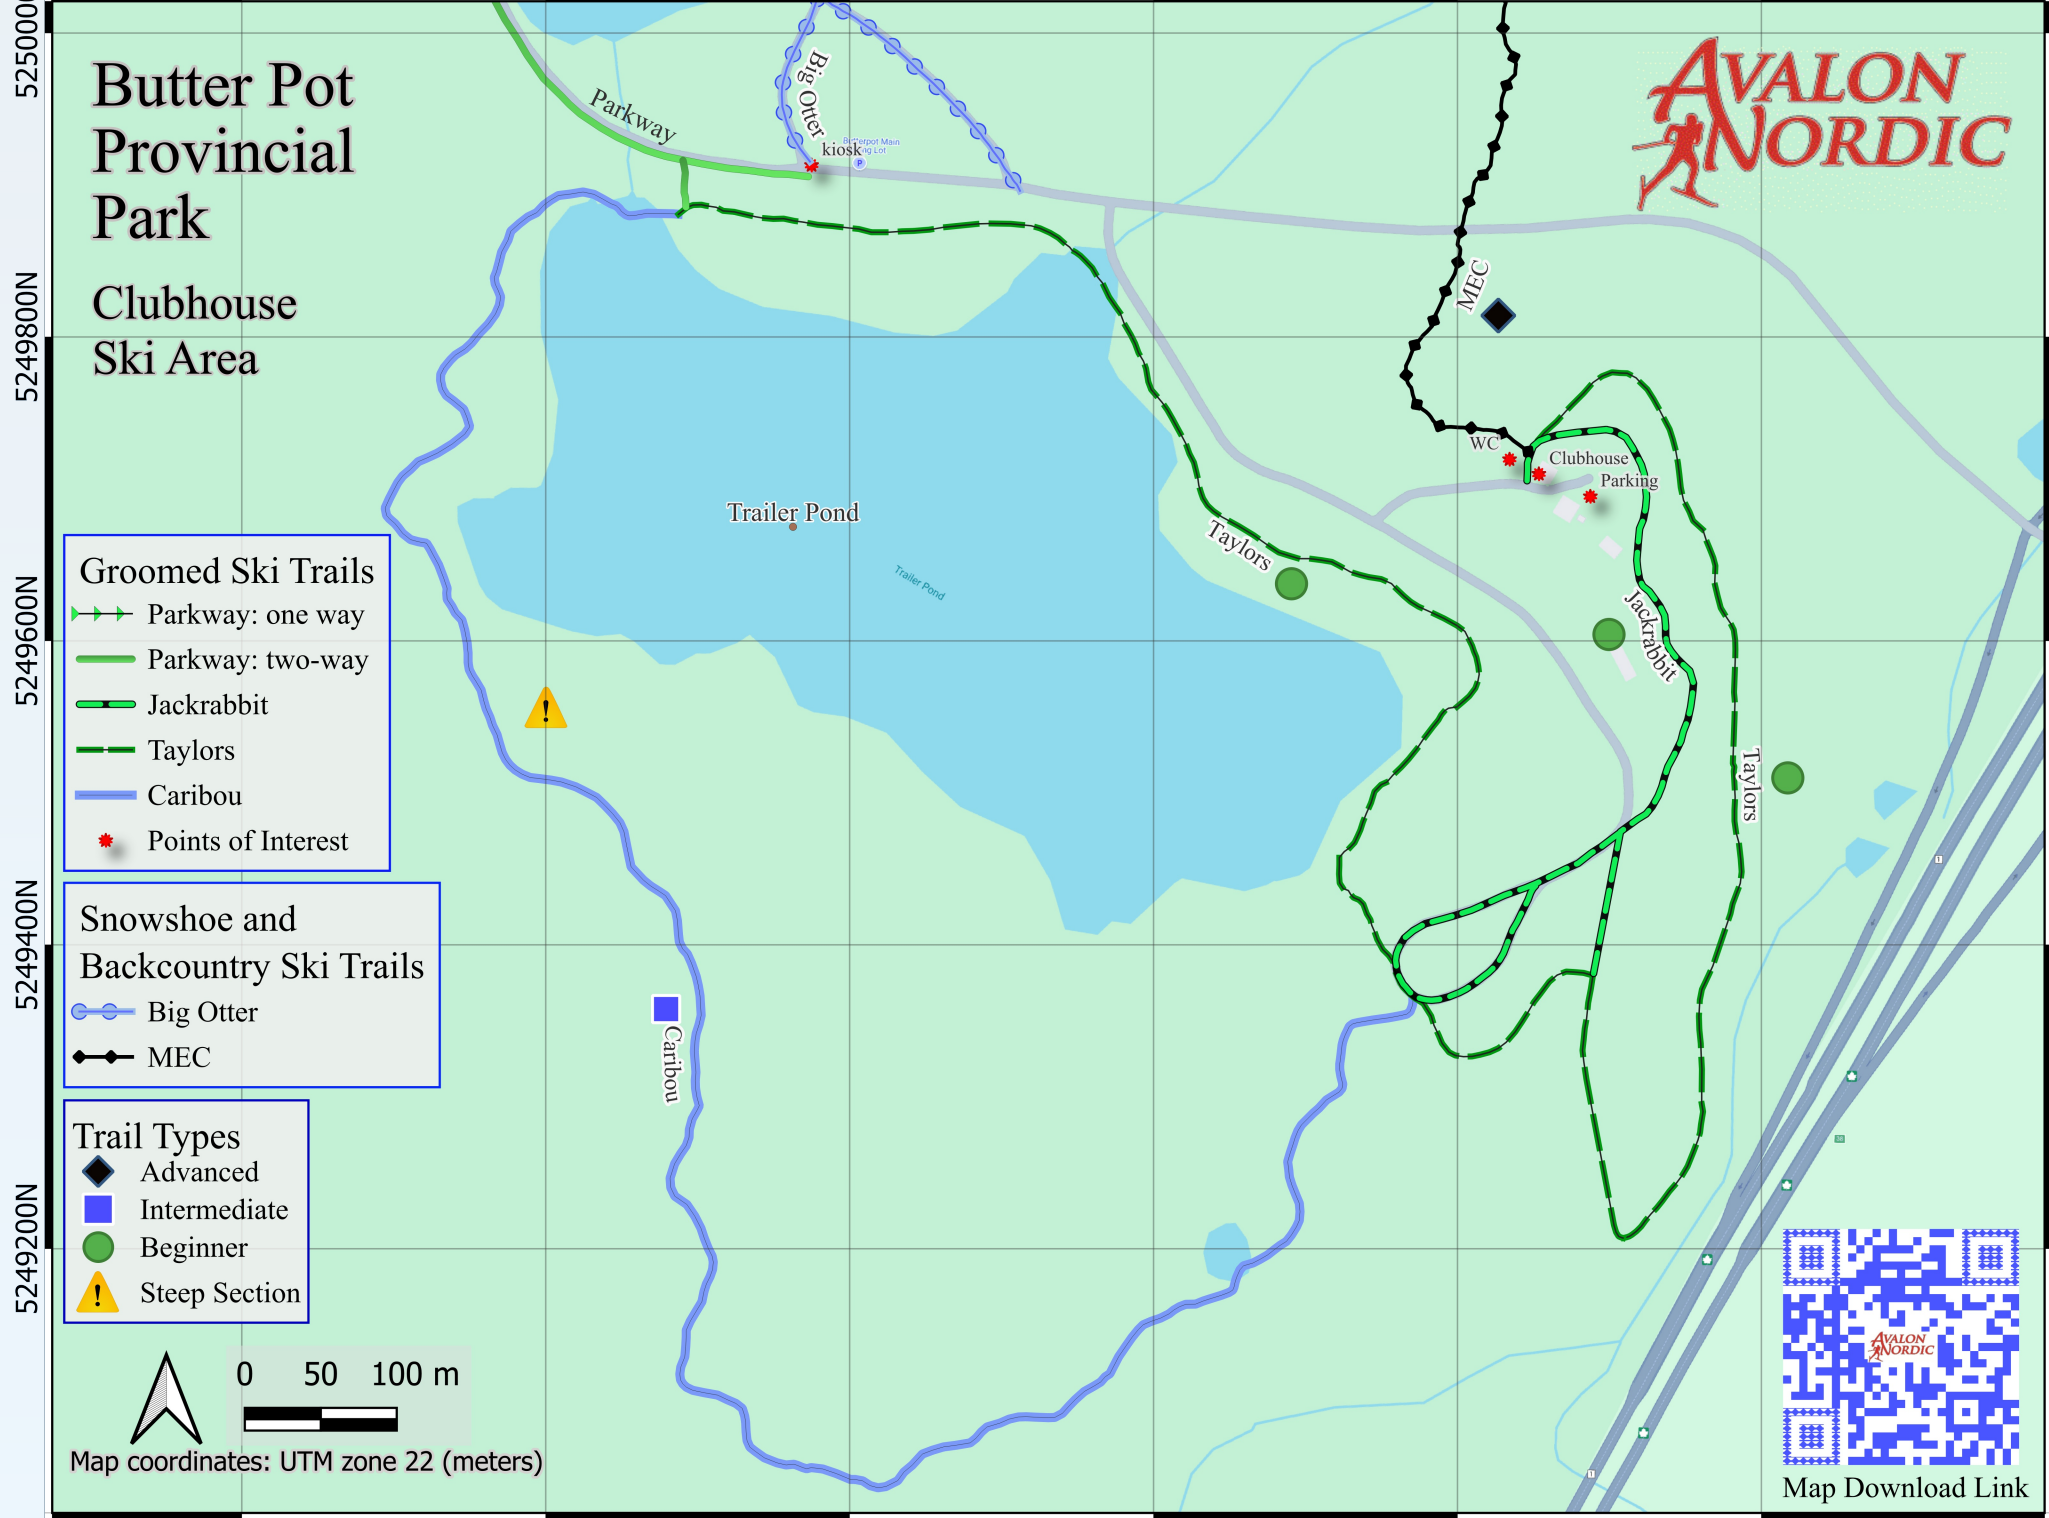 Butter Pot
Provincial
Park
Clubhouse
Ski Area
AVALON
NORDIC
Parkway
Big Otter
kiosk
MEC
WC
Clubhouse
Parking
Trailer Pond
Trailer Pond
Taylors
Jackrabbit
Taylors
Caribou
Groomed Ski Trails
Parkway: one way
Parkway: two-way
Jackrabbit
Taylors
Caribou
Points of Interest
Snowshoe and
Backcountry Ski Trails
Big Otter
MEC
Trail Types
Advanced
Intermediate
Beginner
Steep Section
0 50 100 m
Map coordinates: UTM zone 22 (meters)
5249800N
5249600N
5249400N
5249200N
AVALON
NORDIC
Map Download Link